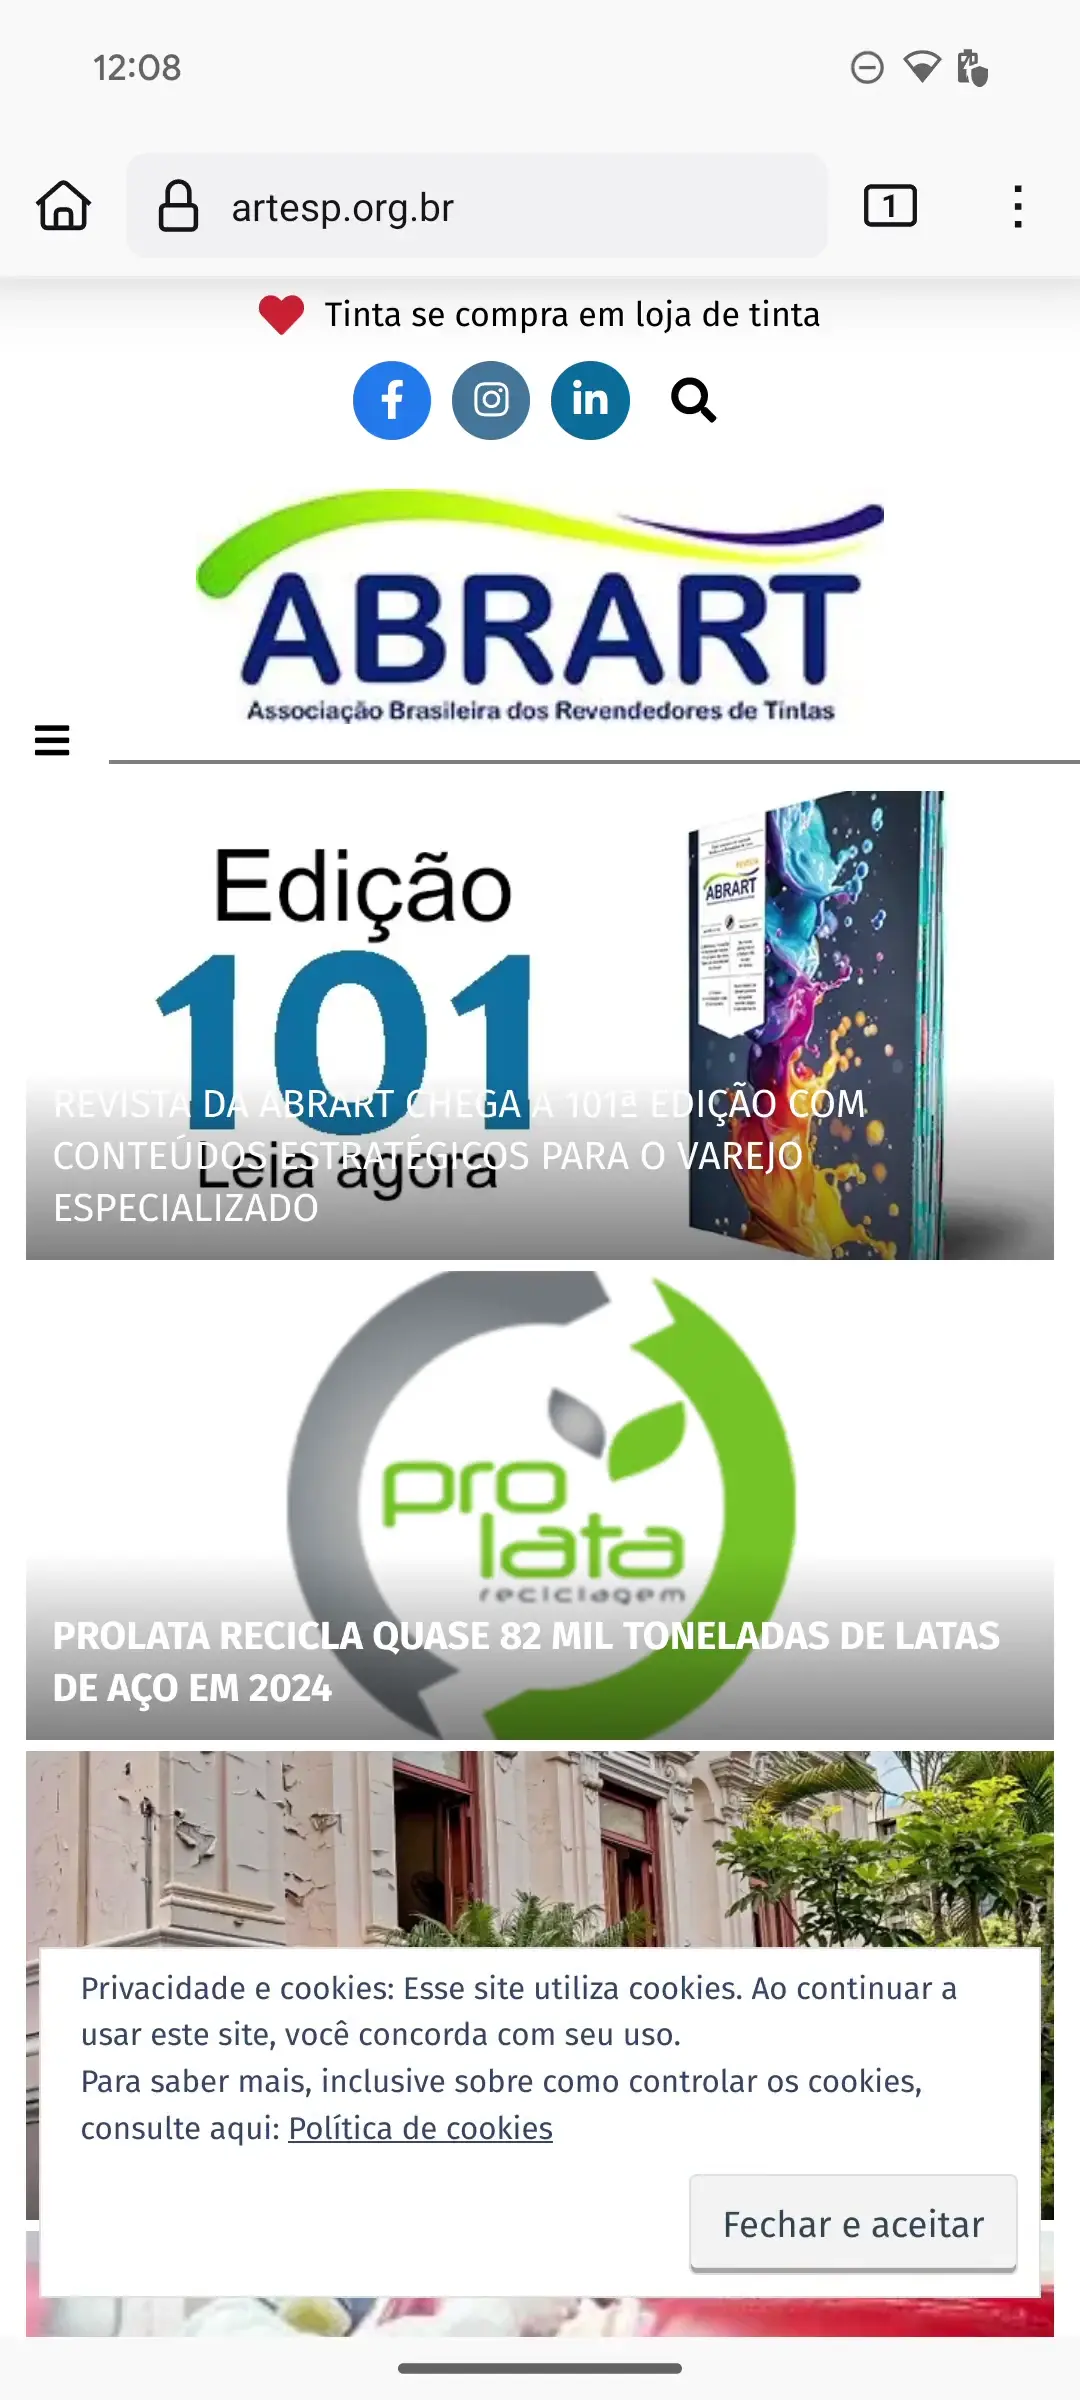 12:08
artesp.org.br
1
Tinta se compra em loja de tinta
ABRART
Associação Brasileira dos Revendedores de Tintas
Edição
101
Leia agora
ABRART
REVISTA DA ABRART CHEGA A 101ª EDIÇÃO COM
CONTEÚDOS ESTRATÉGICOS PARA O VAREJO
ESPECIALIZADO
pro
lata
reciclagem
PROLATA RECICLA QUASE 82 MIL TONELADAS DE LATAS
DE AÇO EM 2024
Privacidade e cookies: Esse site utiliza cookies. Ao continuar a
usar este site, você concorda com seu uso.
Para saber mais, inclusive sobre como controlar os cookies,
consulte aqui: Política de cookies
Fechar e aceitar